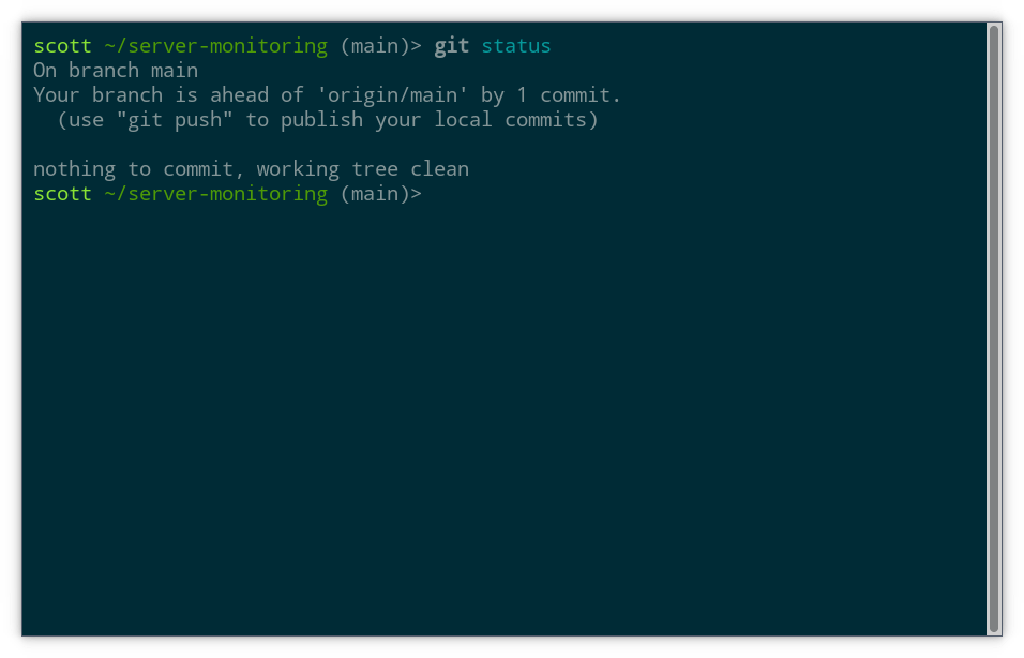 scott ~/server-monitoring (main)> git status
On branch main
Your branch is ahead of 'origin/main' by 1 commit.
  (use "git push" to publish your local commits)

nothing to commit, working tree clean
scott ~/server-monitoring (main)>